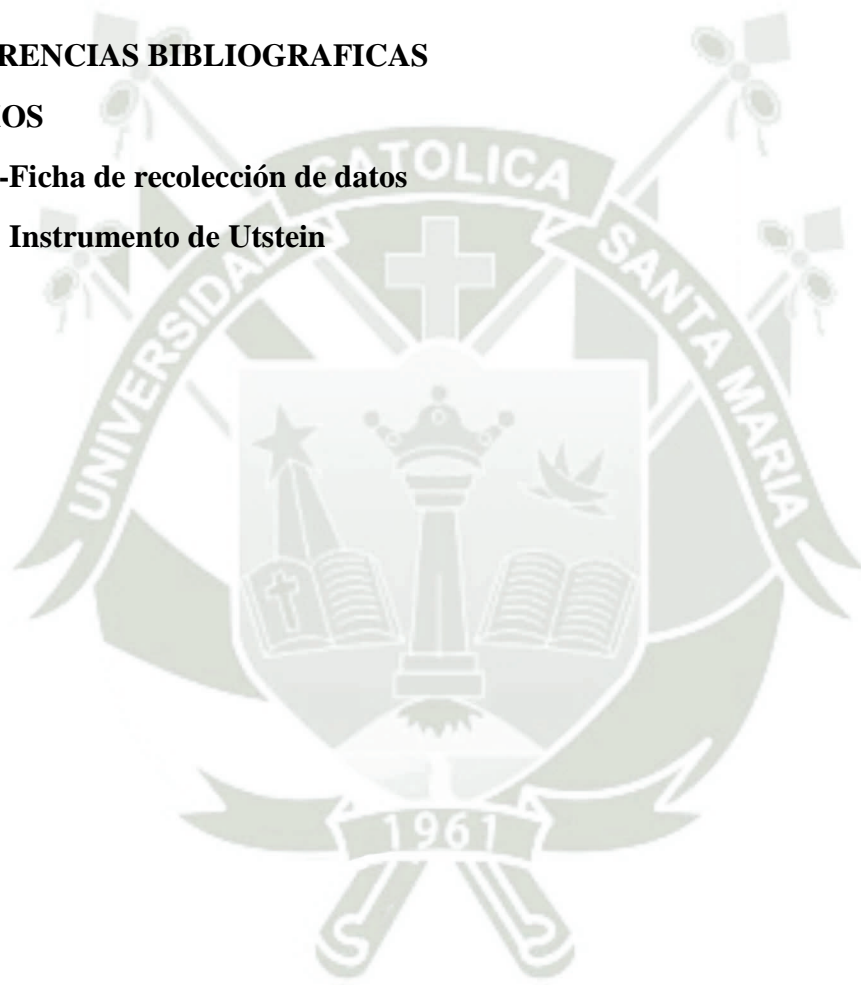 RENCIAS BIBLIOGRAFICAS
OS
-Ficha de recolección de datos
Instrumento de Utstein
UNIVERSIDAD CATOLICA SANTA MARIA
1961